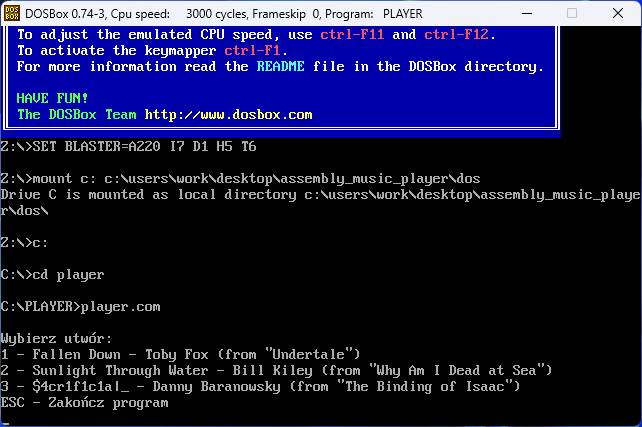 DOSBox 0.74-3, Cpu speed: 3000 cycles, Frameskip 0, Program: PLAYER
To adjust the emulated CPU speed, use ctrl-F11 and ctrl-F12.
To activate the keymapper ctrl-F1.
For more information read the README file in the DOSBox directory.
HAVE FUN!
The DOSBox Team http://www.dosbox.com
Z:\>SET BLASTER=A220 I7 D1 H5 T6
Z:\>mount c: c:\users\work\desktop\assembly_music_player\dos
Drive C is mounted as local directory c:\users\work\desktop\assembly_music_playe
r\dos\
Z:\>c:
C:\>cd player
C:\PLAYER>player.com
Wybierz utwór:
1 - Fallen Down - Toby Fox (from "Undertale")
2 - Sunlight Through Water - Bill Kiley (from "Why Am I Dead at Sea")
3 - $4cr1f1c1a|_ - Danny Baranowsky (from "The Binding of Isaac")
ESC - Zakończ program